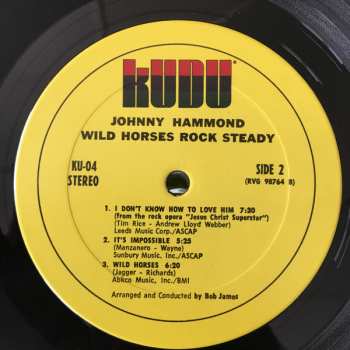 KUDU
JOHNNY HAMMOND
WILD HORSES ROCK STEADY
KU-04
STEREO
SIDE 2
(RVG 98764 B)
1. I DON'T KNOW HOW TO LOVE HIM 7:20
(from the rock opera "Jesus Christ Superstar")
(Tim Rice - Andrew Lloyd Webber)
Leeds Music Corp./ASCAP
2. IT'S IMPOSSIBLE 5:25
(Manzanero - Wayne)
Sunbury Music, Inc./ASCAP
3. WILD HORSES 6:20
(Jagger - Richards)
Abkco Music, Inc./BMI
Arranged and Conducted by Bob James